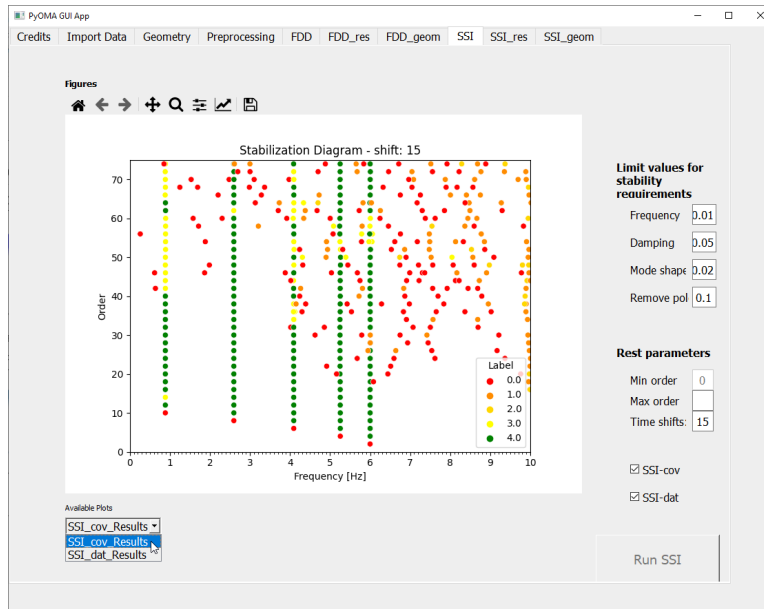 PyOMA GUI App
Credits Import Data Geometry Preprocessing FDD FDD_res FDD_geom SSI SSI_res SSI_geom
Figures
Stabilization Diagram - shift: 15
70
60
50
40
30
20
10
0
Order
0 1 2 3 4 5 6 7 8 9 10
Frequency [Hz]
Label
0.0
1.0
2.0
3.0
4.0
Available Plots
SSI_cov_Results
SSI_cov_Results
SSI_dat_Results
Limit values for
stability
requirements
Frequency 0.01
Damping 0.05
Mode shape 0.02
Remove pol 0.1
Rest parameters
Min order 0
Max order
Time shifts: 15
SSI-cov
SSI-dat
Run SSI